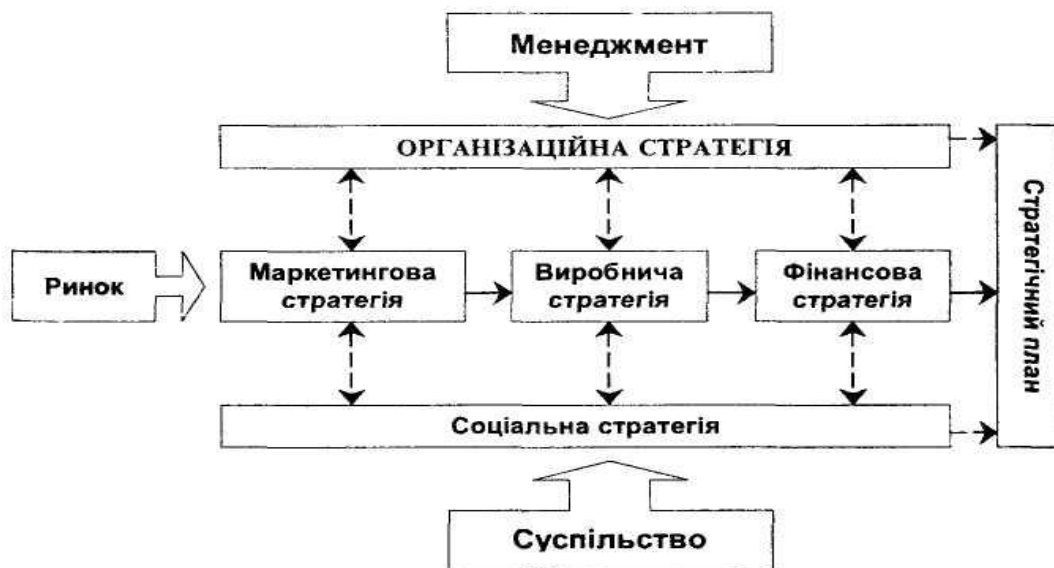 Менеджмент
ОРГАНІЗАЦІЙНА СТРАТЕГІЯ
Ринок
Маркетингова
стратегія
Виробнича
стратегія
Фінансова
стратегія
Стратегічний план
Соціальна стратегія
Суспільство